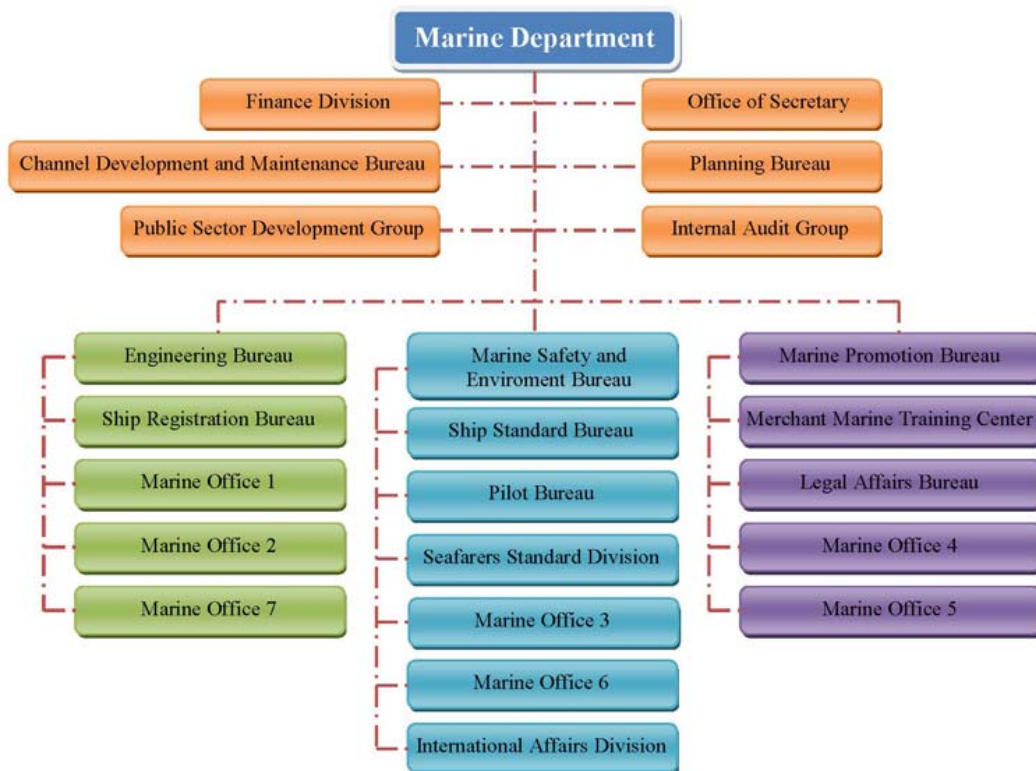 Marine Department
Finance Division
Office of Secretary
Channel Development and Maintenance Bureau
Planning Bureau
Public Sector Development Group
Internal Audit Group
Engineering Bureau
Ship Registration Bureau
Marine Office 1
Marine Office 2
Marine Office 7
Marine Safety and
Enviroment Bureau
Ship Standard Bureau
Pilot Bureau
Seafarers Standard Division
Marine Office 3
Marine Office 6
International Affairs Division
Marine Promotion Bureau
Merchant Marine Training Center
Legal Affairs Bureau
Marine Office 4
Marine Office 5